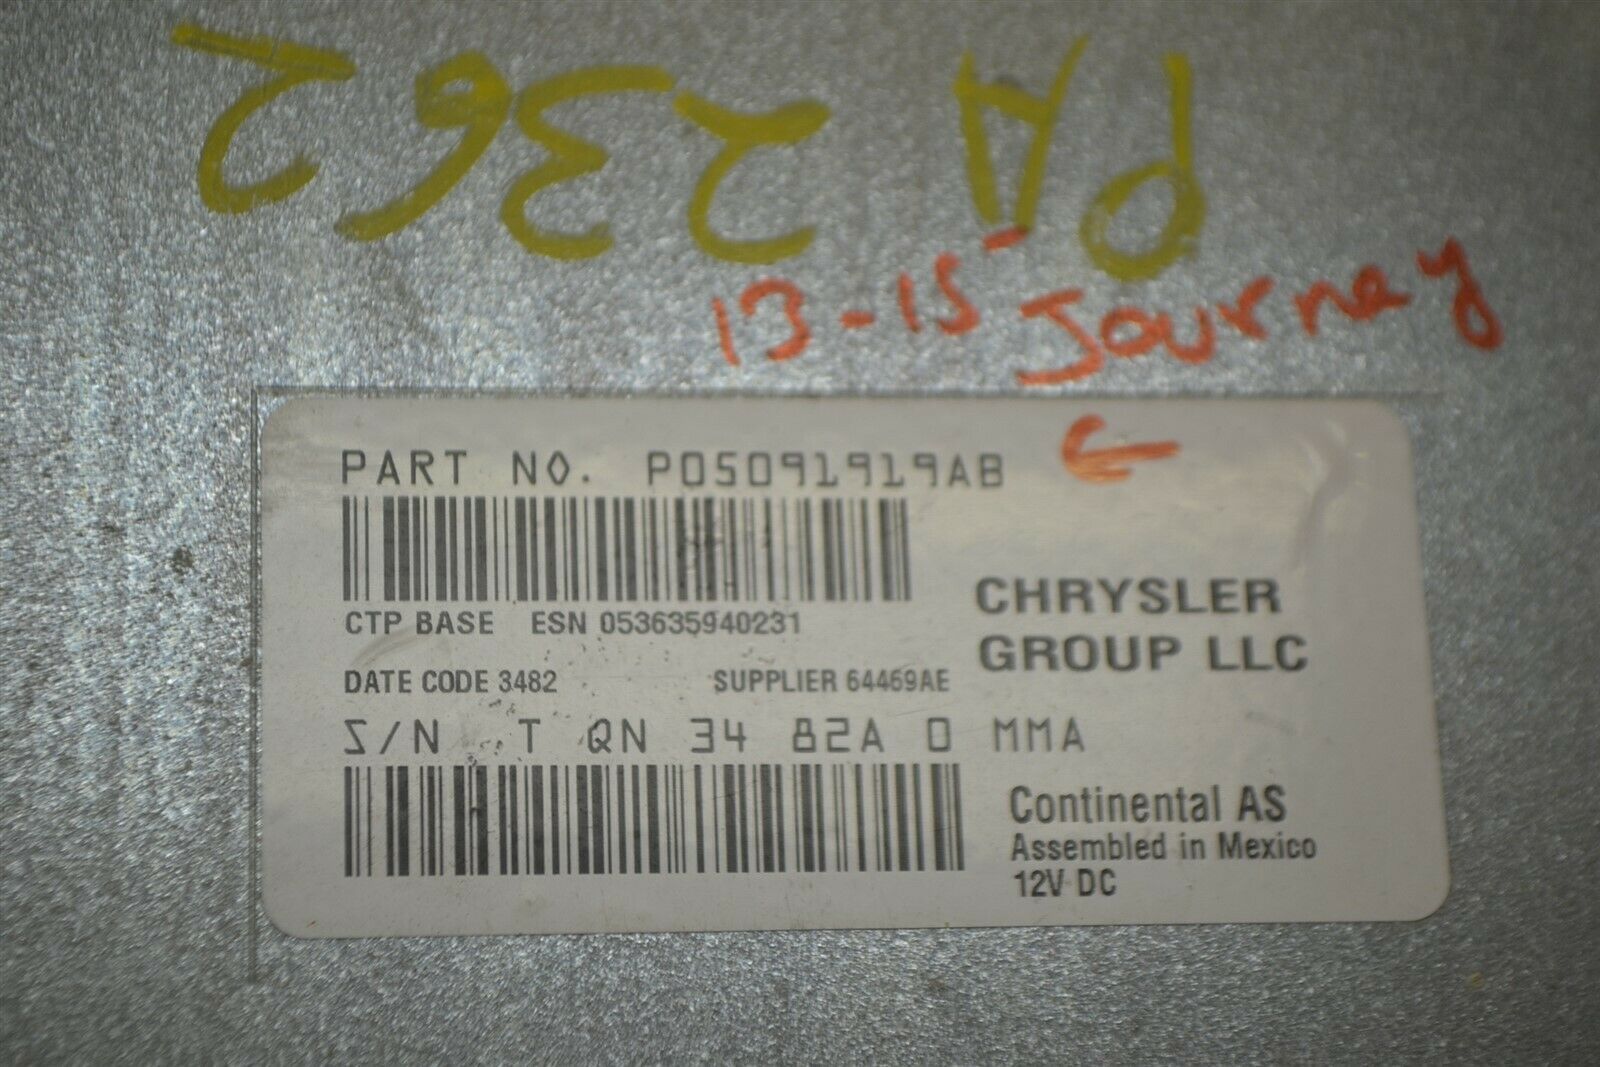 PA 2362
13-15 Journey
PART NO. P05091919AB
CTP BASE ESN 053635940231
CHRYSLER
GROUP LLC
DATE CODE 3482 SUPPLIER 64469AE
S/N T QN 34 82A 0 MMA
Continental AS
Assembled in Mexico
12V DC